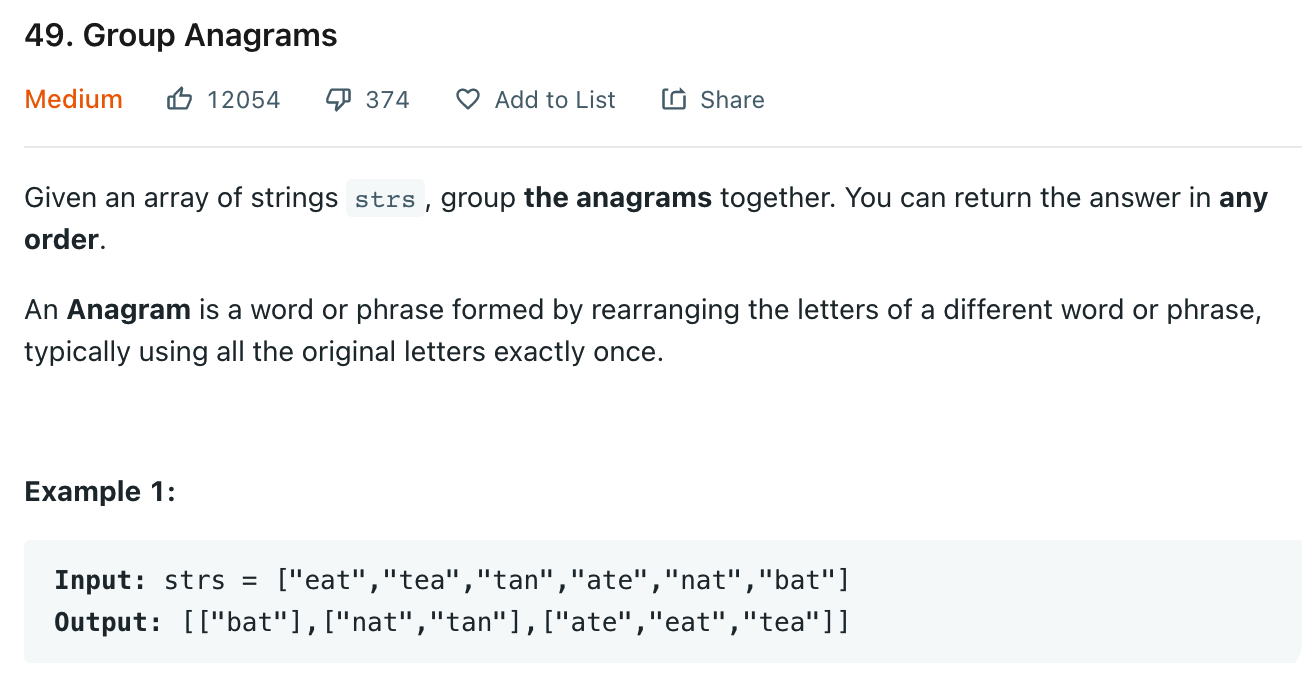 49. Group Anagrams
Medium 12054 374 Add to List Share
Given an array of strings strs, group the anagrams together. You can return the answer in any
order.
An Anagram is a word or phrase formed by rearranging the letters of a different word or phrase,
typically using all the original letters exactly once.
Example 1:
Input: strs = ["eat","tea","tan","ate","nat","bat"]
Output: [["bat"],["nat","tan"],["ate","eat","tea"]]